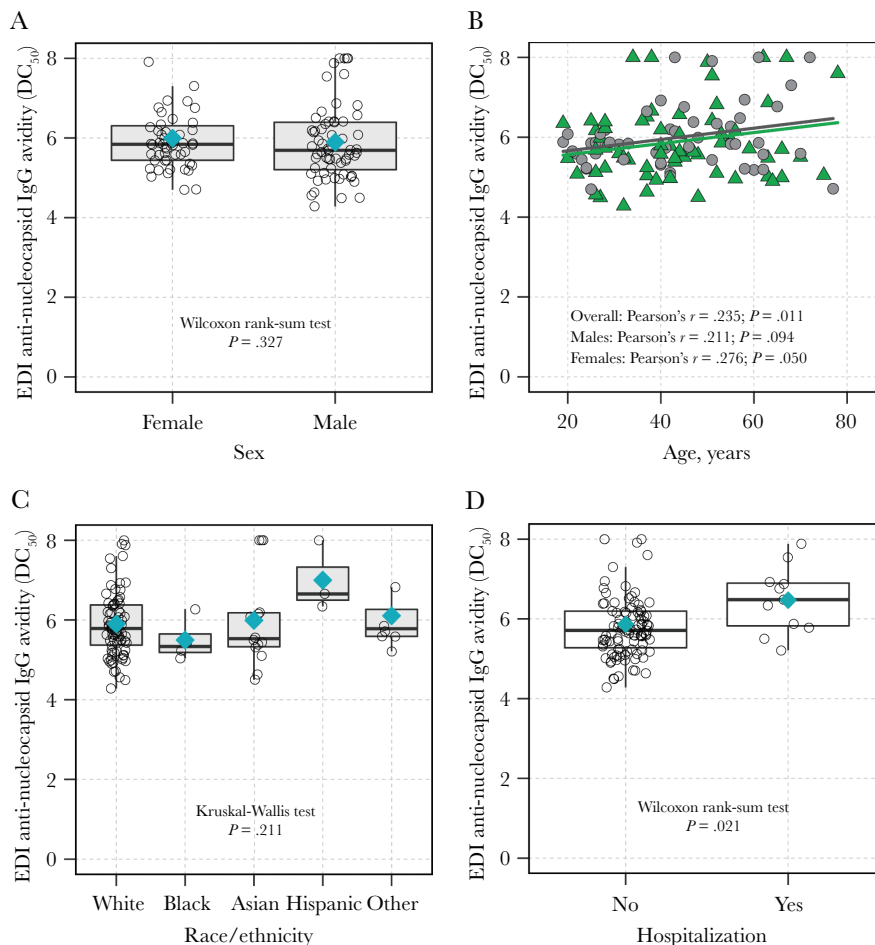 A
EDI anti-nucleocapsid IgG avidity (DC50)
8
6
4
2
0
Wilcoxon rank-sum test
P = .327
Female Male
Sex
B
EDI anti-nucleocapsid IgG avidity (DC50)
8
6
4
2
0
Overall: Pearson's r = .235; P = .011
Males: Pearson's r = .211; P = .094
Females: Pearson's r = .276; P = .050
20 40 60 80
Age, years
C
EDI anti-nucleocapsid IgG avidity (DC50)
8
6
4
2
0
Kruskal-Wallis test
P = .211
White Black Asian Hispanic Other
Race/ethnicity
D
EDI anti-nucleocapsid IgG avidity (DC50)
8
6
4
2
0
Wilcoxon rank-sum test
P = .021
No Yes
Hospitalization